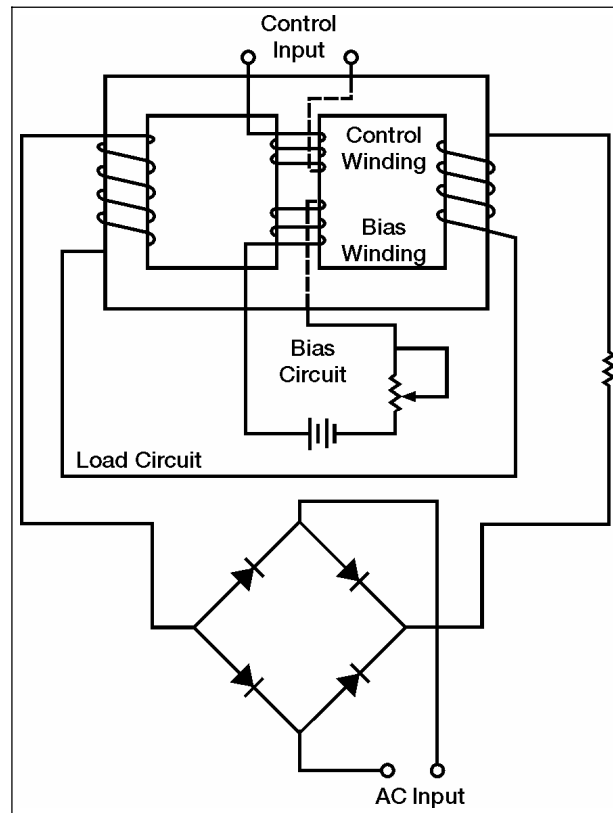 Control
Input
Control
Winding
Bias
Winding
Bias
Circuit
Load Circuit
AC Input